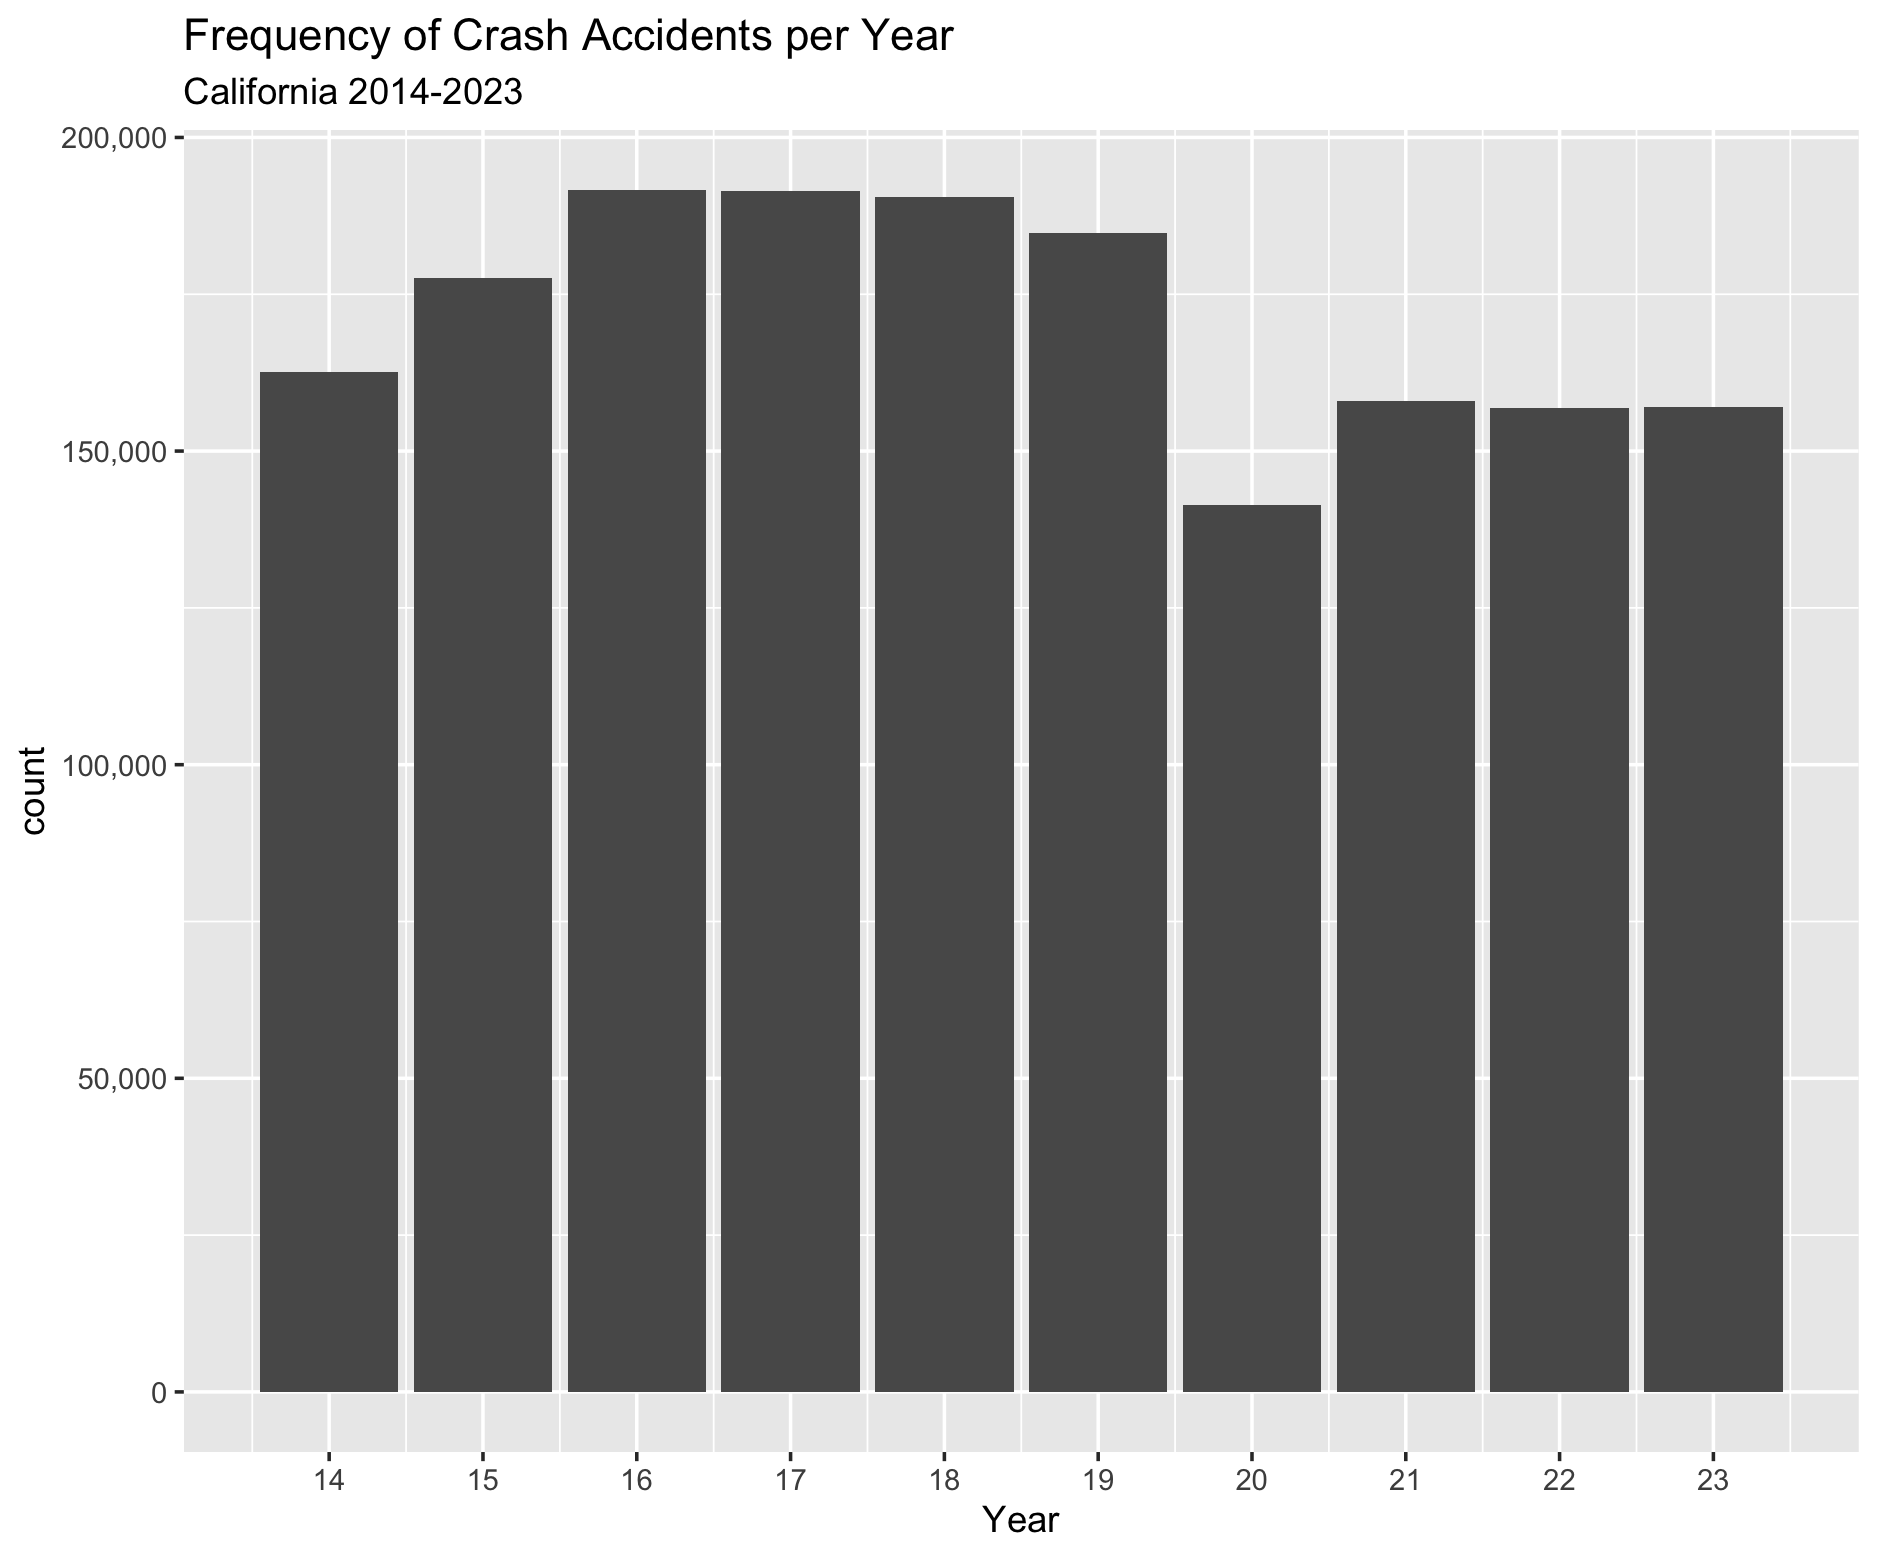 Frequency of Crash Accidents per Year
California 2014-2023
200,000
150,000
100,000
50,000
0
count
14 15 16 17 18 19 20 21 22 23
Year